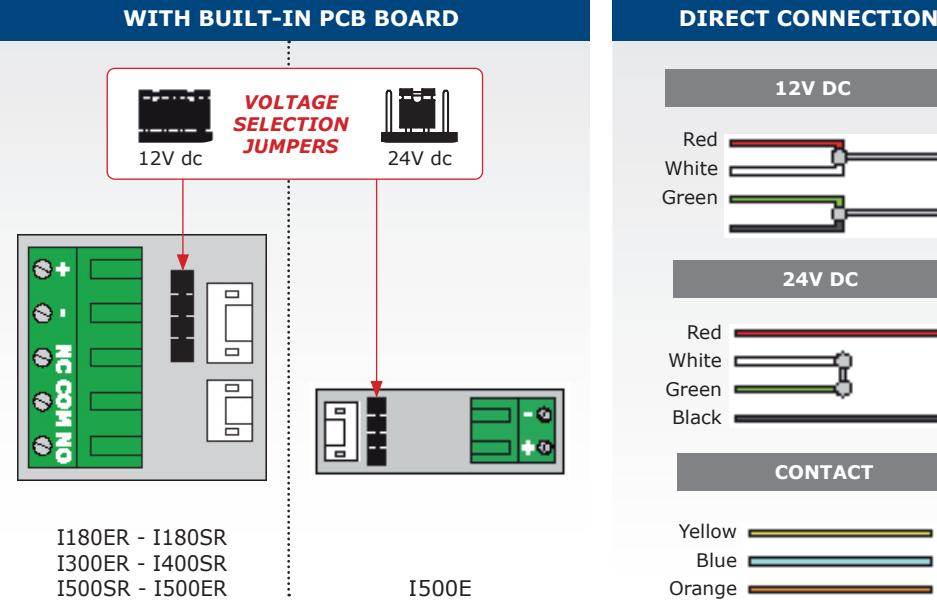 WITH BUILT-IN PCB BOARD
VOLTAGE
SELECTION
JUMPERS
12V dc
24V dc
+
-
NC COM NO
-
+
I180ER - I180SR
I300ER - I400SR
I500SR - I500ER
I500E
DIRECT CONNECTION
12V DC
Red
White
Green
24V DC
Red
White
Green
Black
CONTACT
Yellow
Blue
Orange